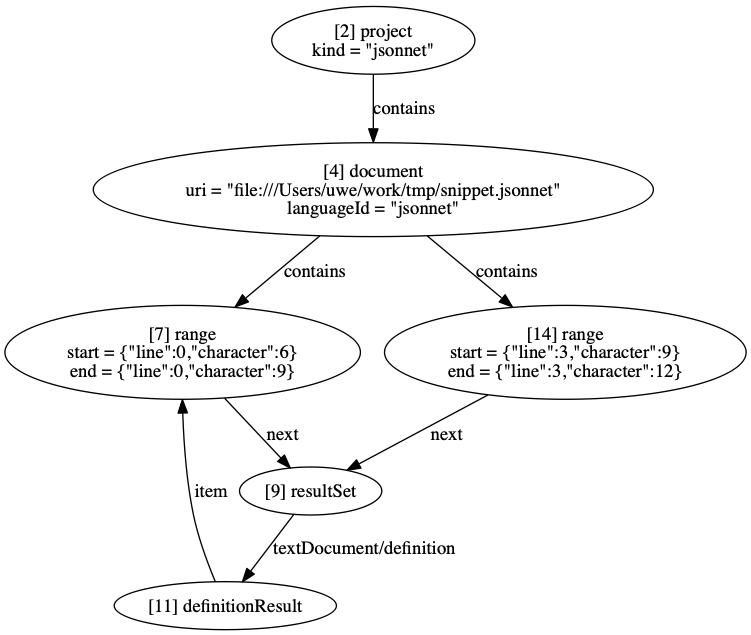 [2] project
kind = "jsonnet"
contains
[4] document
uri = "file:///Users/uwe/work/tmp/snippet.jsonnet"
languageId = "jsonnet"
contains
contains
[7] range
start = {"line":0,"character":6}
end = {"line":0,"character":9}
[14] range
start = {"line":3,"character":9}
end = {"line":3,"character":12}
next
next
item
[9] resultSet
textDocument/definition
[11] definitionResult